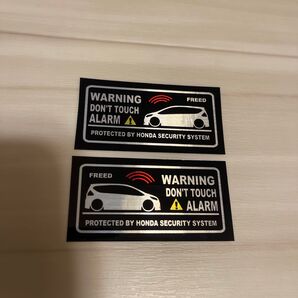 WARNING
FREED
DON'T TOUCH
ALARM
PROTECTED BY HONDA SECURITY SYSTEM
FREED
WARNING
DON'T TOUCH
ALARM
PROTECTED BY HONDA SECURITY SYSTEM